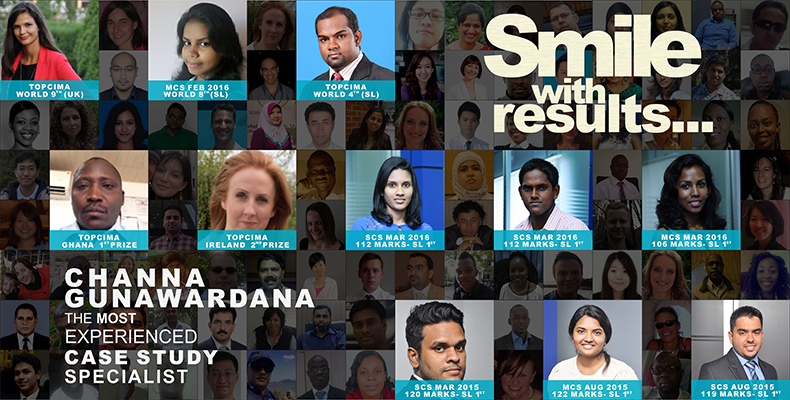 Smile
with
results...
TOPCIMA
WORLD 9TH (UK)
MCS FEB 2016
WORLD 8TH (SL)
TOPCIMA
WORLD 4TH (SL)
TOPCIMA
GHANA 1ST PRIZE
TOPCIMA
IRELAND 2ND PRIZE
SCS MAR 2016
112 MARKS- SL 1ST
SCS MAR 2016
112 MARKS- SL 1ST
MCS MAR 2016
106 MARKS- SL 1ST
CHANNA
GUNAWARDANA
THE MOST
EXPERIENCED
CASE STUDY
SPECIALIST
SCS MAR 2015
120 MARKS- SL 1ST
MCS AUG 2015
122 MARKS- SL 1ST
SCS AUG 2015
119 MARKS- SL 1ST